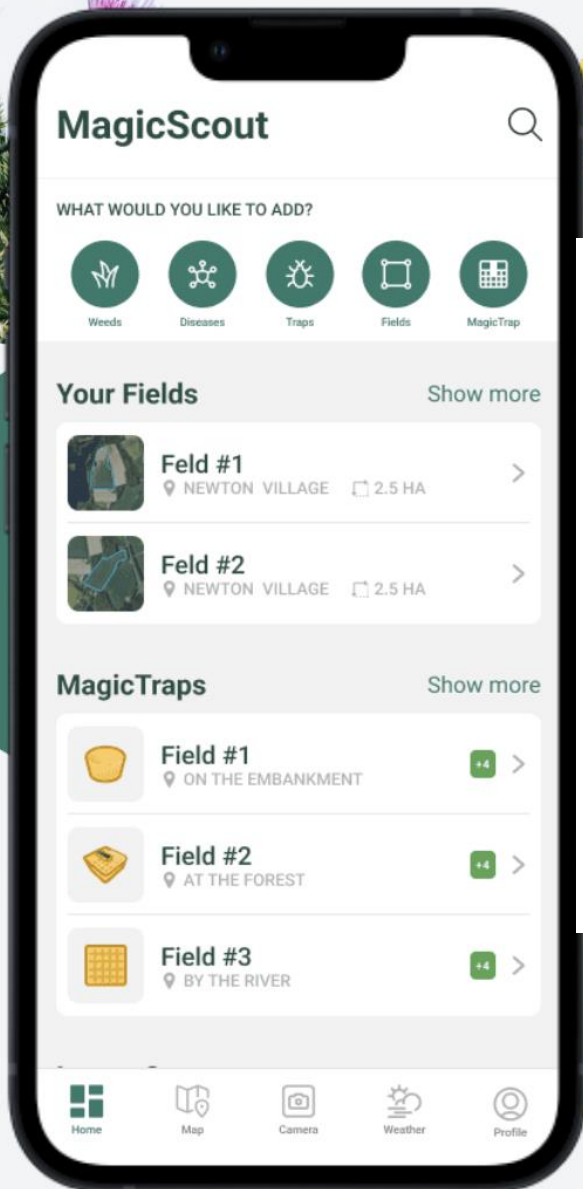 MagicScout
WHAT WOULD YOU LIKE TO ADD?
Weeds Diseases Traps Fields MagicTrap
Your Fields Show more
Feld #1
NEWTON VILLAGE 2.5 HA
Feld #2
NEWTON VILLAGE 2.5 HA
MagicTraps Show more
Field #1
ON THE EMBANKMENT
+4
Field #2
AT THE FOREST
+4
Field #3
BY THE RIVER
+4
Home Map Camera Weather Profile